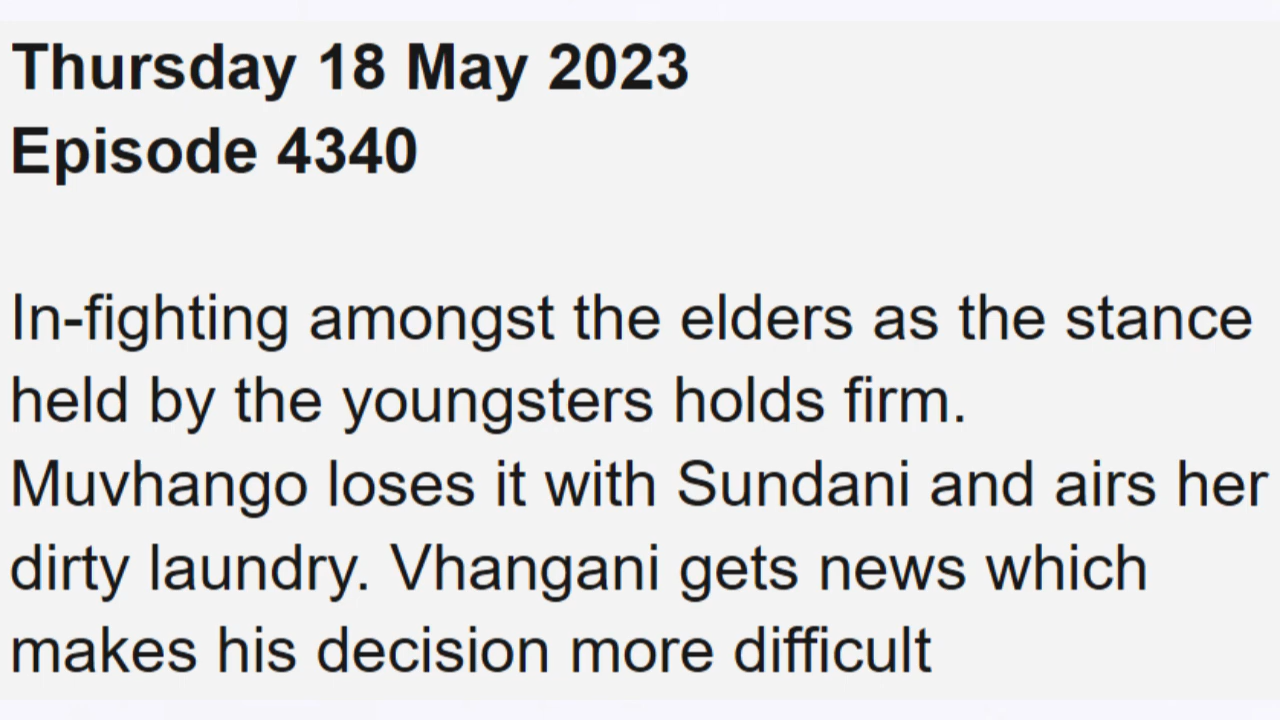 Thursday 18 May 2023
Episode 4340
In-fighting amongst the elders as the stance
held by the youngsters holds firm.
Muvhango loses it with Sundani and airs her
dirty laundry. Vhangani gets news which
makes his decision more difficult